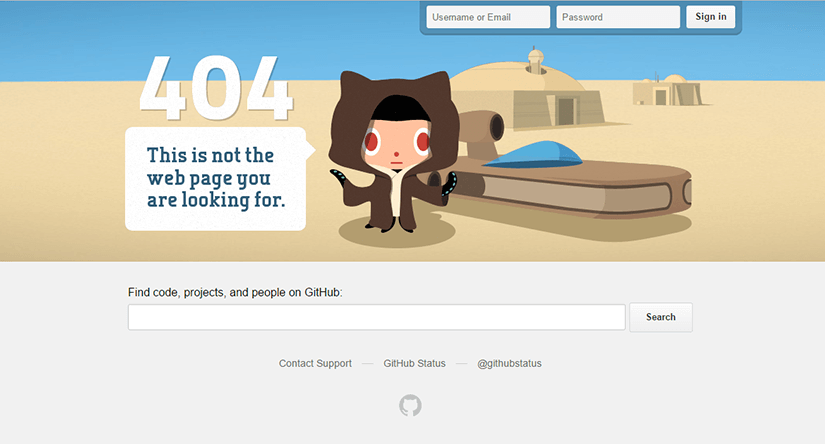 Username or Email Password Sign in
404
This is not the
web page you
are looking for.
Find code, projects, and people on GitHub:
Search
Contact Support — GitHub Status — @githubstatus